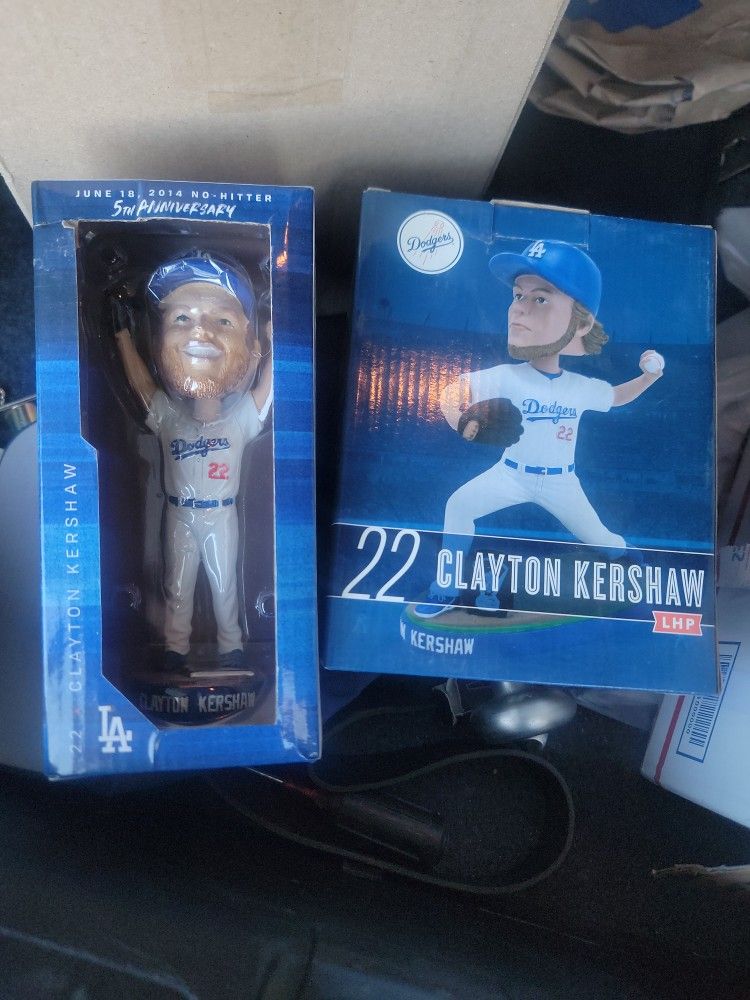 JUNE 18, 2014 NO-HITTER
5TH ANNIVERSARY
Dodgers
22
22 CLAYTON KERSHAW
CLAYTON KERSHAW
LA
Dodgers
LA
Dodgers
22
22 CLAYTON KERSHAW
LHP
N KERSHAW